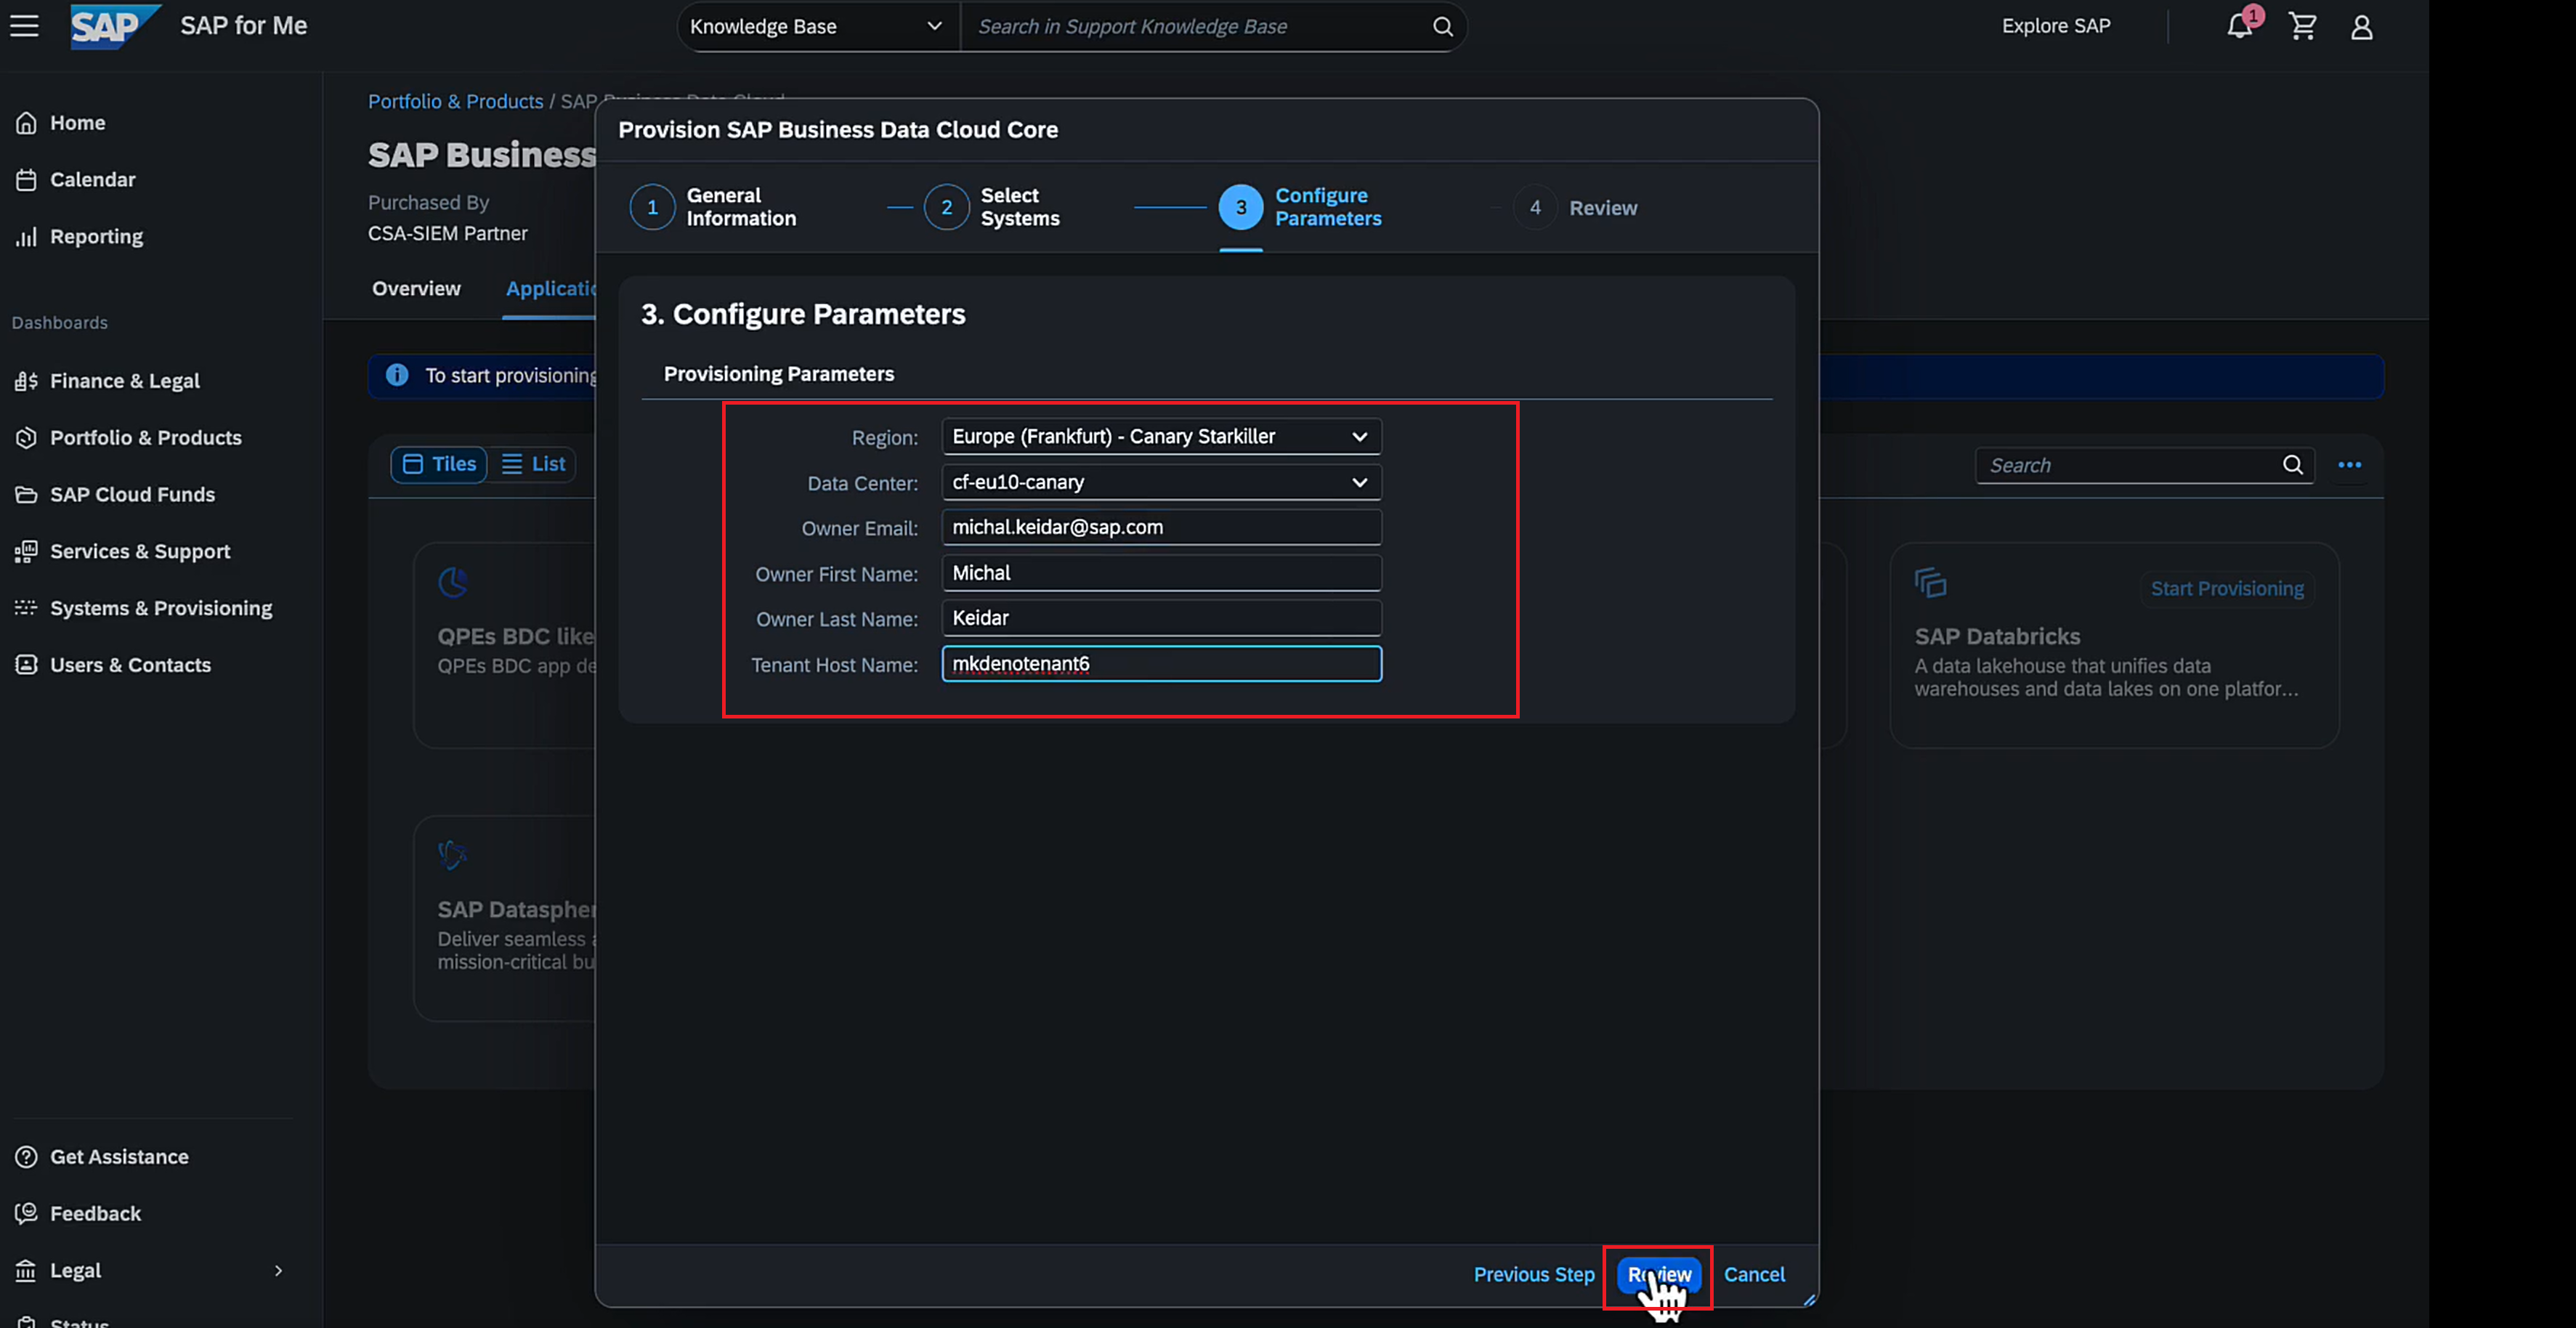 SAP
SAP for Me
Knowledge Base
Search in Support Knowledge Base
Explore SAP
1
Home
Calendar
Reporting
Dashboards
Finance & Legal
Portfolio & Products
SAP Cloud Funds
Services & Support
Systems & Provisioning
Users & Contacts
Get Assistance
Feedback
Legal
Status
Portfolio & Products / SAP Business Data Cloud
SAP Business
Purchased By
CSA-SIEM Partner
Overview
Applicatio
To start provisioning
Tiles
List
Search
QPEs BDC like
QPEs BDC app de
SAP Databricks
Start Provisioning
A data lakehouse that unifies data
warehouses and data lakes on one platfor...
SAP Dataspher
Deliver seamless a
mission-critical bu
Provision SAP Business Data Cloud Core
1
General
Information
2
Select
Systems
3
Configure
Parameters
4
Review
3. Configure Parameters
Provisioning Parameters
Region: Europe (Frankfurt) - Canary Starkiller
Data Center: cf-eu10-canary
Owner Email: michal.keidar@sap.com
Owner First Name: Michal
Owner Last Name: Keidar
Tenant Host Name: mkdenotenant6
Previous Step
Review
Cancel